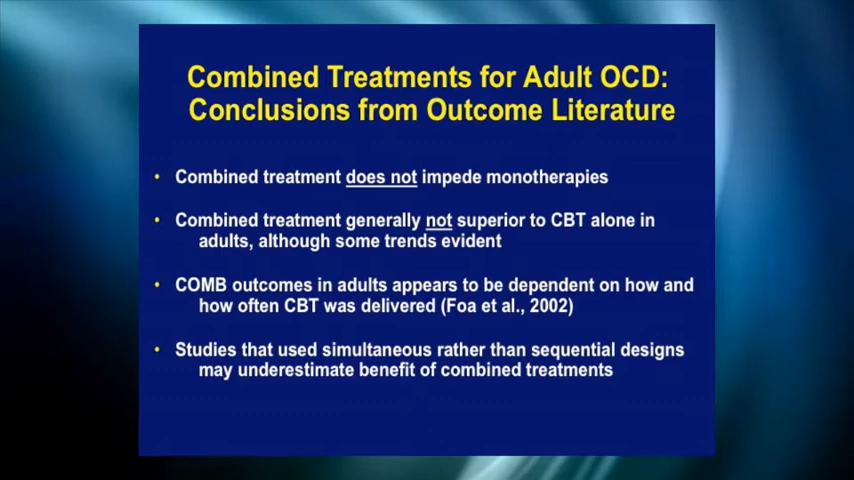 Combined Treatments for Adult OCD:
Conclusions from Outcome Literature
• Combined treatment does not impede monotherapies
• Combined treatment generally not superior to CBT alone in
adults, although some trends evident
• COMB outcomes in adults appears to be dependent on how and
how often CBT was delivered (Foa et al., 2002)
• Studies that used simultaneous rather than sequential designs
may underestimate benefit of combined treatments